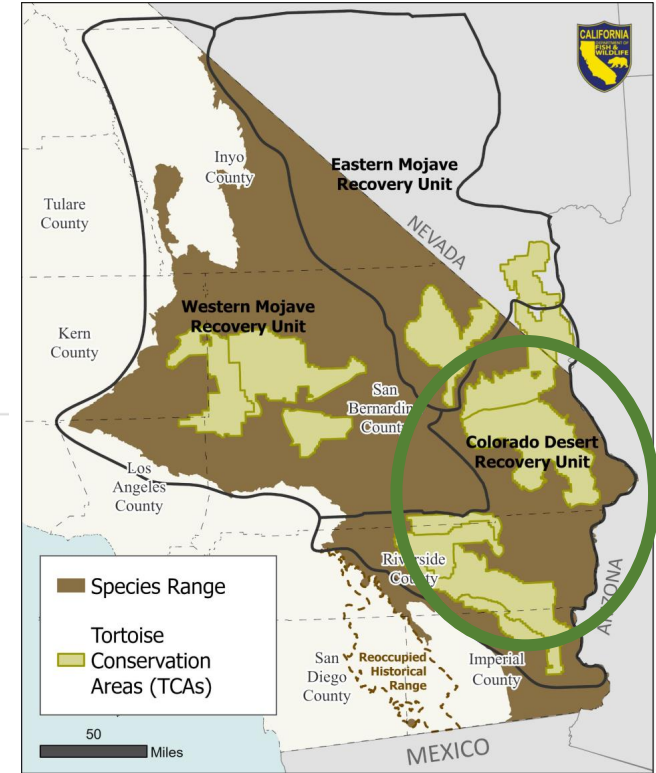 CALIFORNIA
DEPARTMENT OF
FISH &
WILDLIFE
Inyo
County
Eastern Mojave
Recovery Unit
Tulare
County
NEVADA
Western Mojave
Recovery Unit
Kern
County
San
Bernardino
County
Colorado Desert
Recovery Unit
Los
Angeles
County
Riverside
County
ARIZONA
Species Range
Tortoise
Conservation
Areas (TCAs)
San
Diego
County
Reoccupied
Historical
Range
Imperial
County
50
Miles
MEXICO